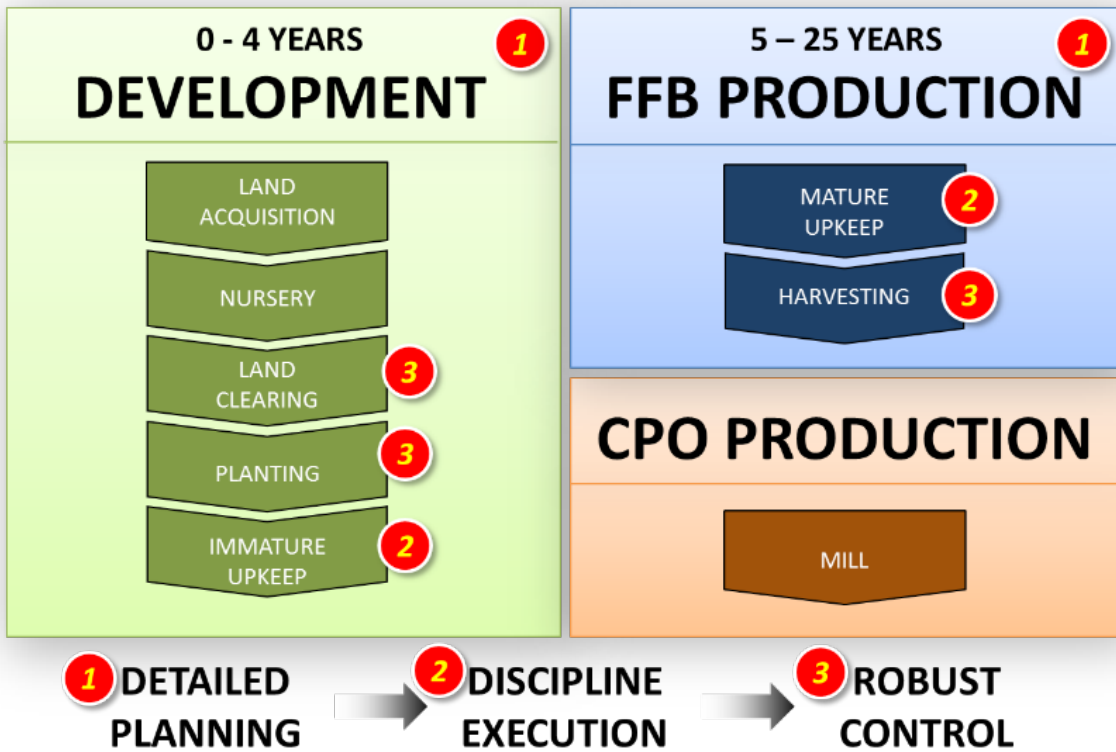 0 - 4 YEARS
1
DEVELOPMENT
LAND
ACQUISITION
NURSERY
LAND
CLEARING
3
PLANTING
3
IMMATURE
UPKEEP
2
5 – 25 YEARS
1
FFB PRODUCTION
MATURE
UPKEEP
2
HARVESTING
3
CPO PRODUCTION
MILL
1 DETAILED
PLANNING
2 DISCIPLINE
EXECUTION
3 ROBUST
CONTROL